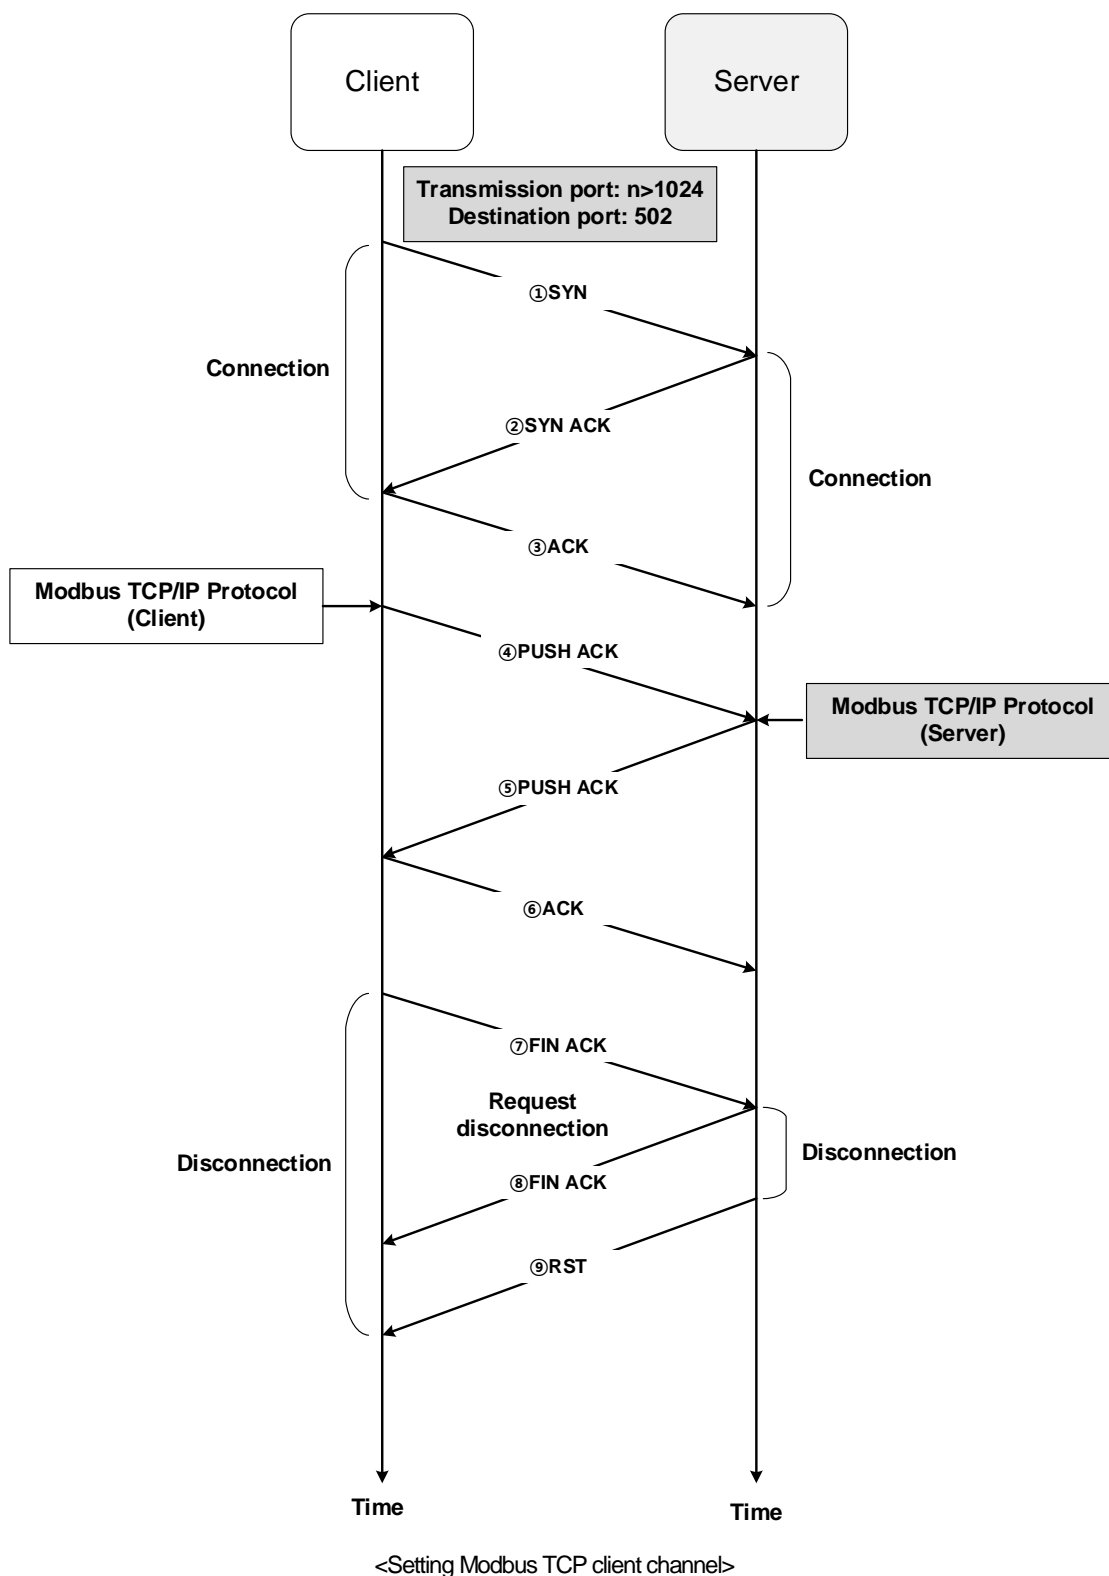 Client
Server
Transmission port: n>1024
Destination port: 502
①SYN
Connection
②SYN ACK
Connection
③ACK
Modbus TCP/IP Protocol
(Client)
④PUSH ACK
Modbus TCP/IP Protocol
(Server)
⑤PUSH ACK
⑥ACK
⑦FIN ACK
Request
disconnection
Disconnection
Disconnection
⑧FIN ACK
⑨RST
Time
Time
<Setting Modbus TCP client channel>